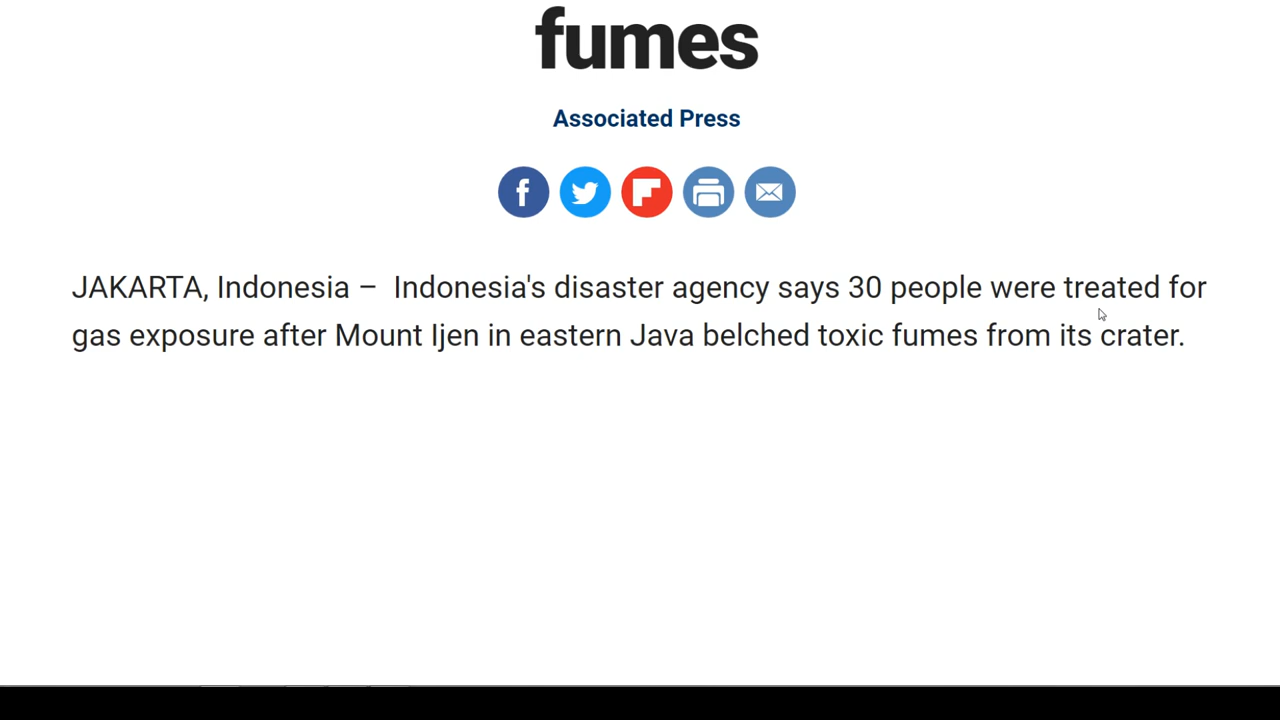 fumes
Associated Press
JAKARTA, Indonesia –  Indonesia's disaster agency says 30 people were treated for
gas exposure after Mount Ijen in eastern Java belched toxic fumes from its crater.